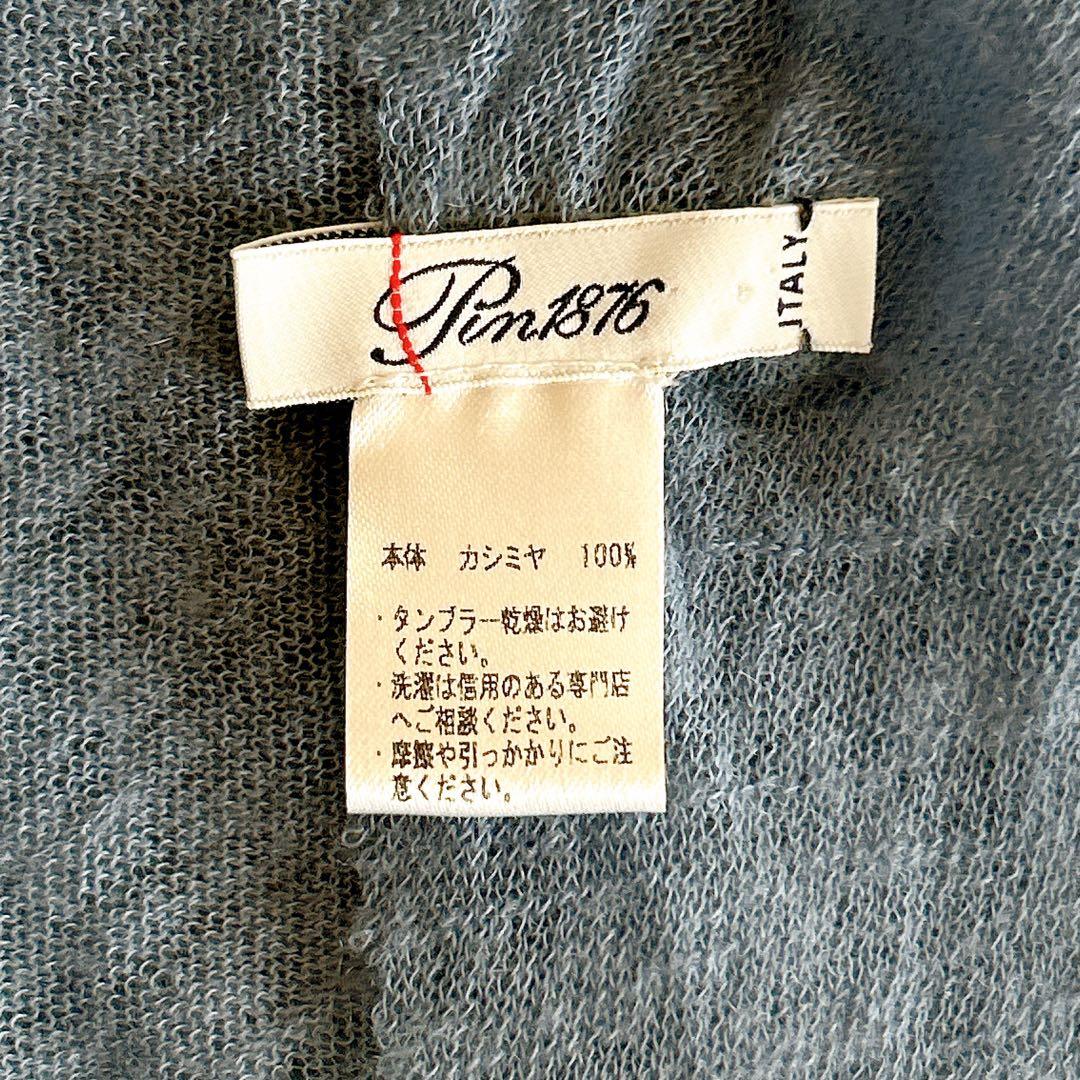 Pin1876
ITALY
本体　カシミヤ　100%
・タンブラー乾燥はお避け
ください。
・洗濯は信用のある専門店
へご相談ください。
・摩擦や引っかかりにご注
意ください。